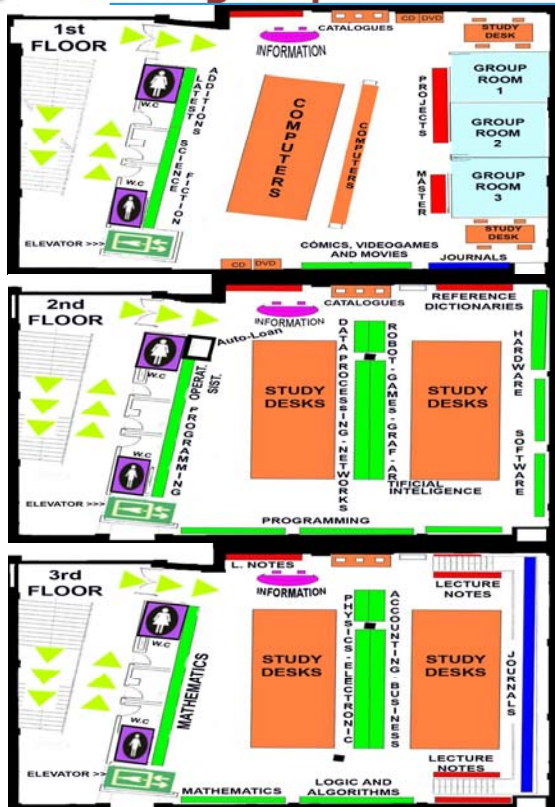 1st
FLOOR
CATALOGUES
CD DVD
STUDY
DESK
INFORMATION
W.C
LATEST
ADDITIONS
SCIENCE
FICTION
COMPUTERS
COMPUTERS
PROJECTS
MASTER
GROUP
ROOM
1
GROUP
ROOM
2
GROUP
ROOM
3
W.C
ELEVATOR >>>
CD DVD
COMICS, VIDEOGAMES
AND MOVIES
JOURNALS
STUDY
DESK
2nd
FLOOR
INFORMATION
CATALOGUES
REFERENCE
DICTIONARIES
Auto-Loan
W.C
OPERAT.
SIST.
PROGRAMMING
STUDY
DESKS
DATA PROCESSING-NETWORKS
ROBOT-GAMES-GRAF-AR
TIFICIAL
INTELIGENCE
STUDY
DESKS
HARDWARE
SOFTWARE
W.C
ELEVATOR >>>
PROGRAMMING
3rd
FLOOR
L. NOTES
INFORMATION
LECTURE
NOTES
W.C
MATHEMATICS
STUDY
DESKS
PHYSICS-ELECTRONIC
ACCOUNTING-BUSINESS
STUDY
DESKS
JOURNALS
W.C
ELEVATOR >>>
MATHEMATICS
LOGIC AND
ALGORITHMS
LECTURE
NOTES